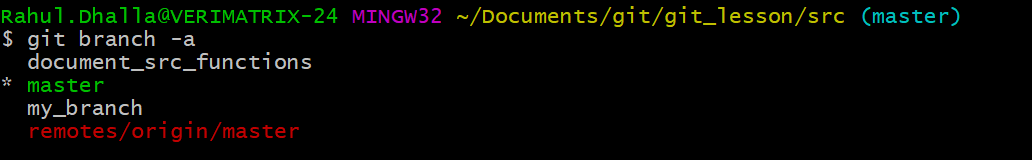 Rahul.Dhalla@VERIMATRIX-24 MINGW32 ~/Documents/git/git_lesson/src (master)
$ git branch -a
  document_src_functions
* master
  my_branch
  remotes/origin/master